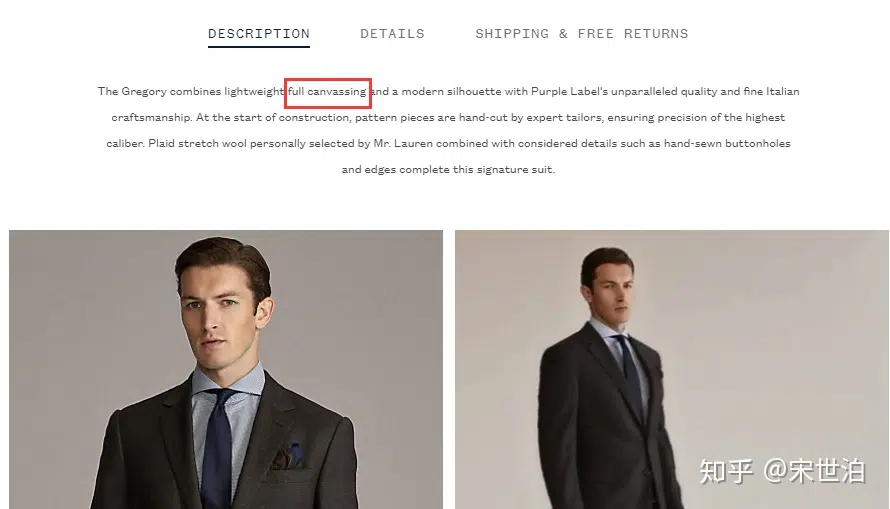 DESCRIPTION DETAILS SHIPPING & FREE RETURNS
The Gregory combines lightweight full canvassing and a modern silhouette with Purple Label's unparalleled quality and fine Italian
craftsmanship. At the start of construction, pattern pieces are hand-cut by expert tailors, ensuring precision of the highest
caliber. Plaid stretch wool personally selected by Mr. Lauren combined with considered details such as hand-sewn buttonholes
and edges complete this signature suit.
知乎 @宋世泊